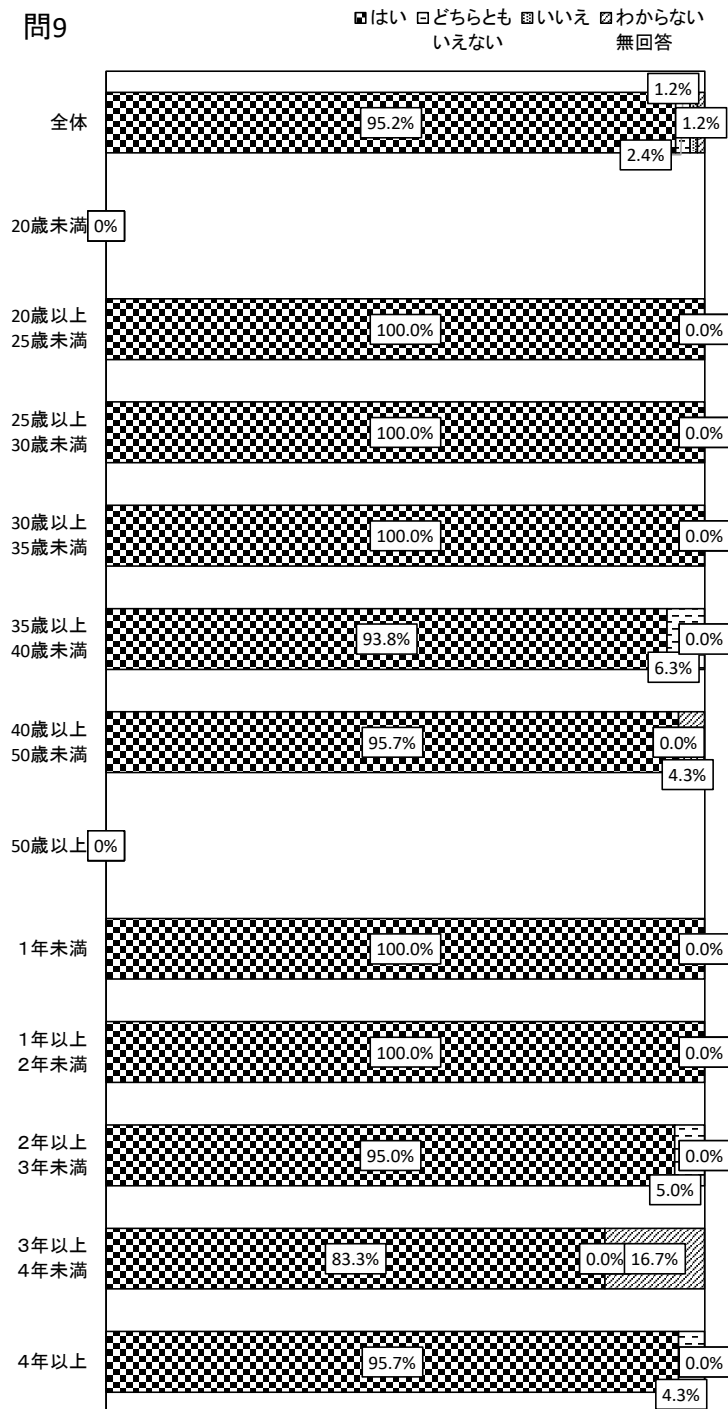 問9
はい どちらとも いいえ わからない
いえない 無回答
1.2%
全体 95.2% 1.2%
2.4%
20歳未満 0%
20歳以上
25歳未満 100.0% 0.0%
25歳以上
30歳未満 100.0% 0.0%
30歳以上
35歳未満 100.0% 0.0%
35歳以上
40歳未満 93.8% 0.0%
6.3%
40歳以上
50歳未満 95.7% 0.0%
4.3%
50歳以上 0%
1年未満 100.0% 0.0%
1年以上
2年未満 100.0% 0.0%
2年以上
3年未満 95.0% 0.0%
5.0%
3年以上
4年未満 83.3% 0.0% 16.7%
4年以上 95.7% 0.0%
4.3%